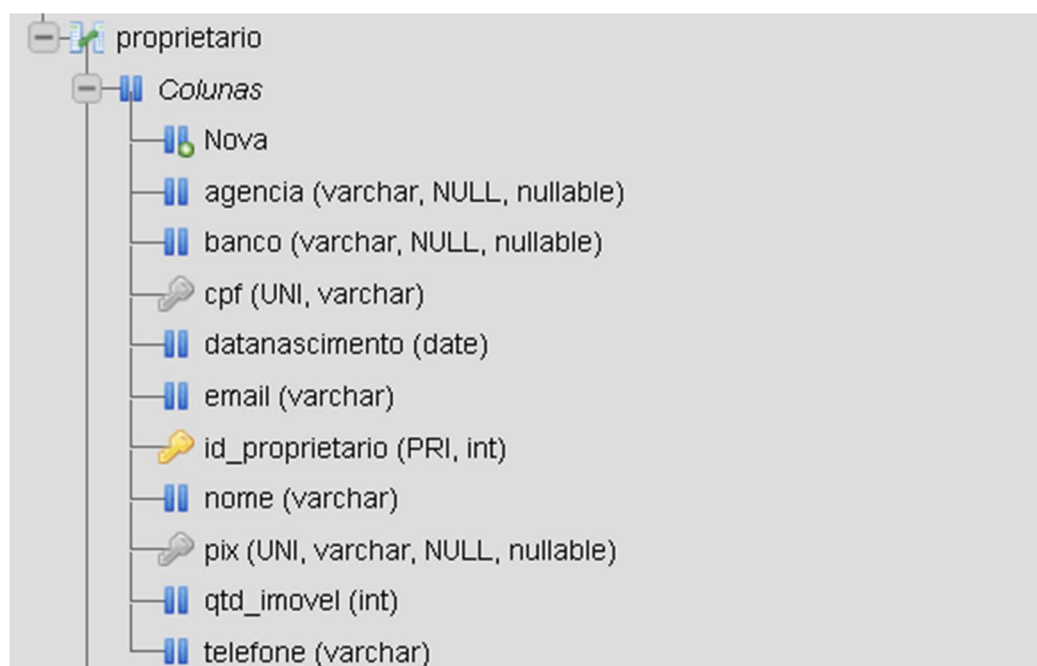 proprietario
Colunas
Nova
agencia (varchar, NULL, nullable)
banco (varchar, NULL, nullable)
cpf (UNI, varchar)
datanascimento (date)
email (varchar)
id_proprietario (PRI, int)
nome (varchar)
pix (UNI, varchar, NULL, nullable)
qtd_imovel (int)
telefone (varchar)